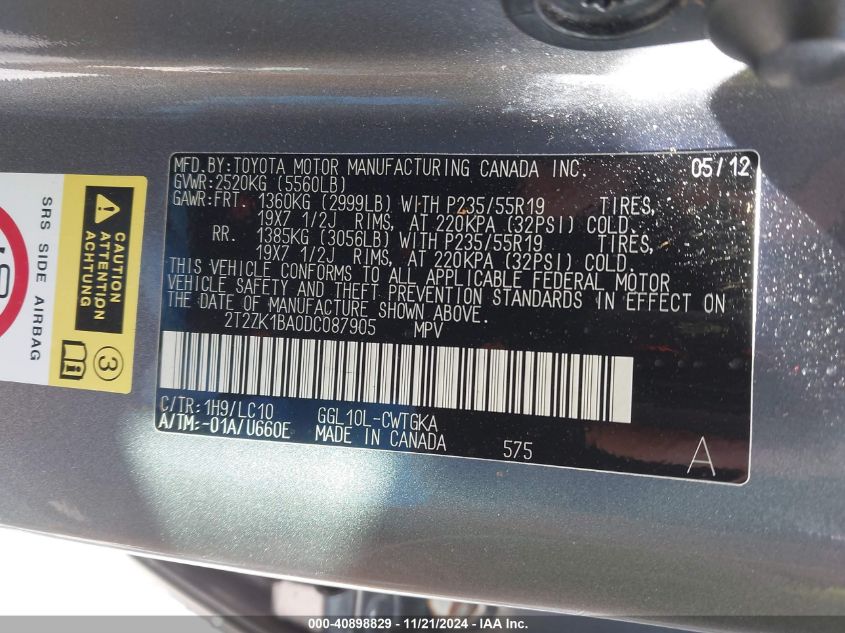 MFD.BY:TOYOTA MOTOR MANUFACTURING CANADA INC. 05/12
GVWR:2520KG (5560LB)
GAWR:FRT. 1360KG (2999LB) WITH P235/55R19 TIRES,
19X7 1/2J RIMS, AT 220KPA (32PSI) COLD.
RR. 1385KG (3056LB) WITH P235/55R19 TIRES,
19X7 1/2J RIMS, AT 220KPA (32PSI) COLD.
THIS VEHICLE CONFORMS TO ALL APPLICABLE FEDERAL MOTOR
VEHICLE SAFETY AND THEFT PREVENTION STANDARDS IN EFFECT ON
THE DATE OF MANUFACTURE SHOWN ABOVE.
2T2ZK1BA0DC087905 MPV
C/TR:1H9/LC10 GGL10L-CWTGKA
A/TM:-01A/U660E MADE IN CANADA 575 A
SRS SIDE AIRBAG
CAUTION
ATTENTION
ACHTUNG
3
000-40898829 - 11/21/2024 - IAA Inc.